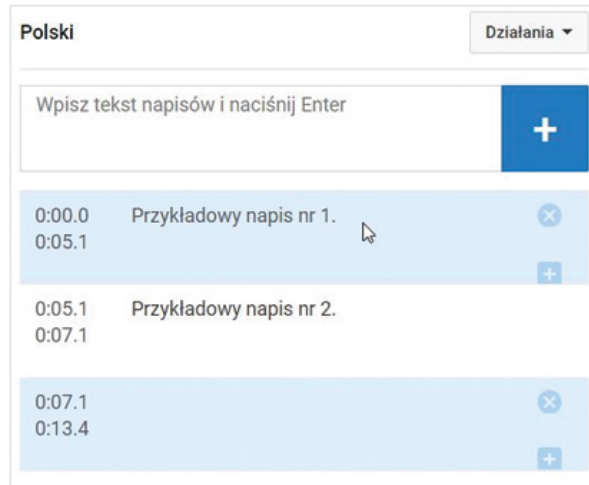 Polski
Działania
Wpisz tekst napisów i naciśnij Enter
0:00.0 Przykładowy napis nr 1.
0:05.1
0:05.1 Przykładowy napis nr 2.
0:07.1
0:07.1
0:13.4